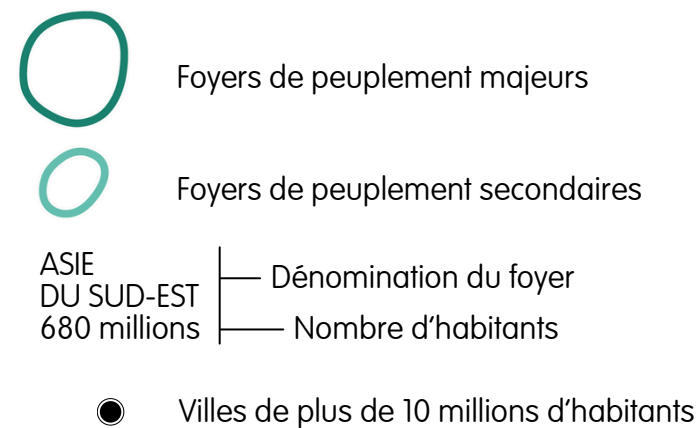 Foyers de peuplement majeurs
Foyers de peuplement secondaires
ASIE
DU SUD-EST
680 millions
Dénomination du foyer
Nombre d'habitants
Villes de plus de 10 millions d'habitants